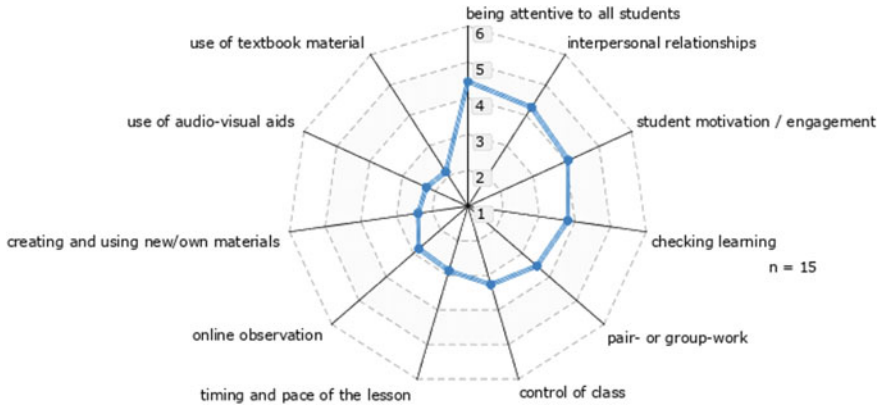 being attentive to all students
6
use of textbook material
interpersonal relationships
5
4
use of audio-visual aids
student motivation / engagement
3
2
1
creating and using new/own materials
checking learning
n = 15
online observation
pair- or group-work
timing and pace of the lesson
control of class